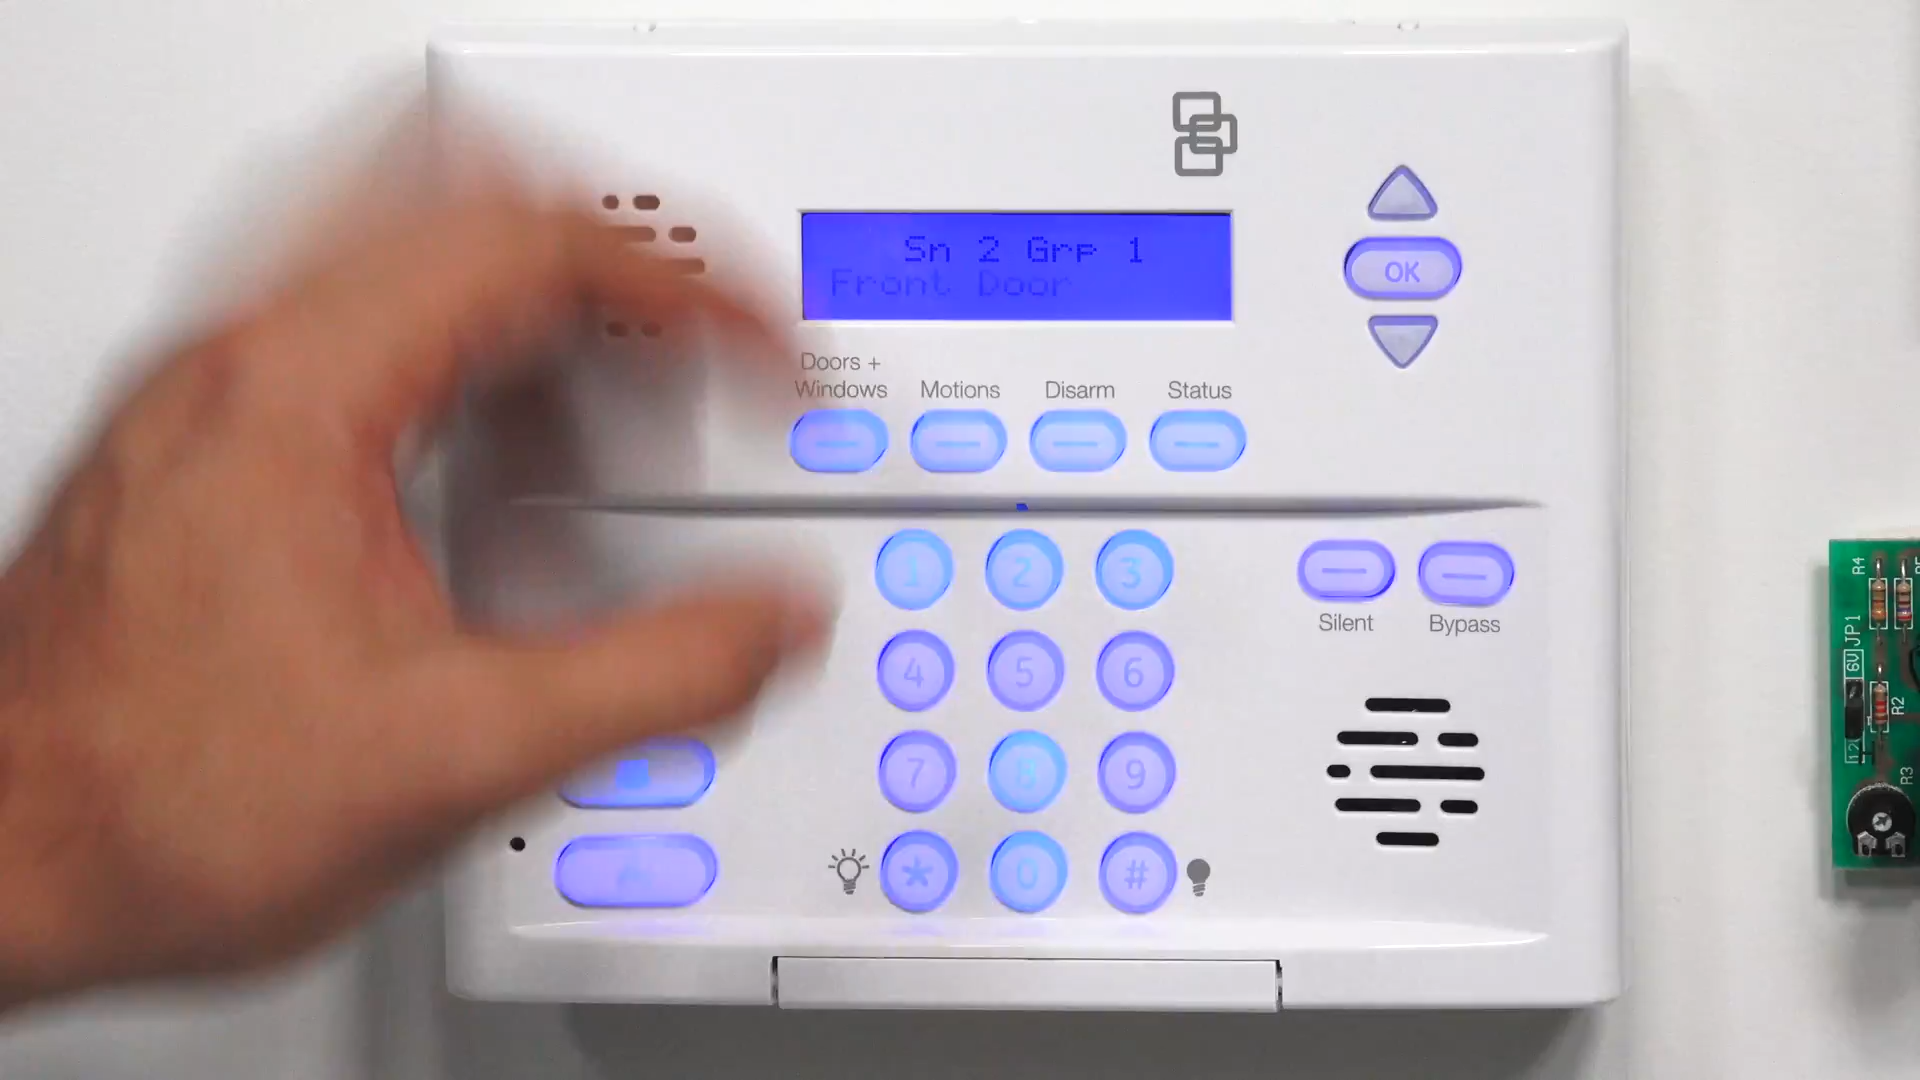 Sn 2 Grp 1
Front Door
Doors +
Windows
Motions
Disarm
Status
OK
1
2
3
4
5
6
7
8
9
*
0
#
Silent
Bypass
R4
JP1
6V
R2
R3